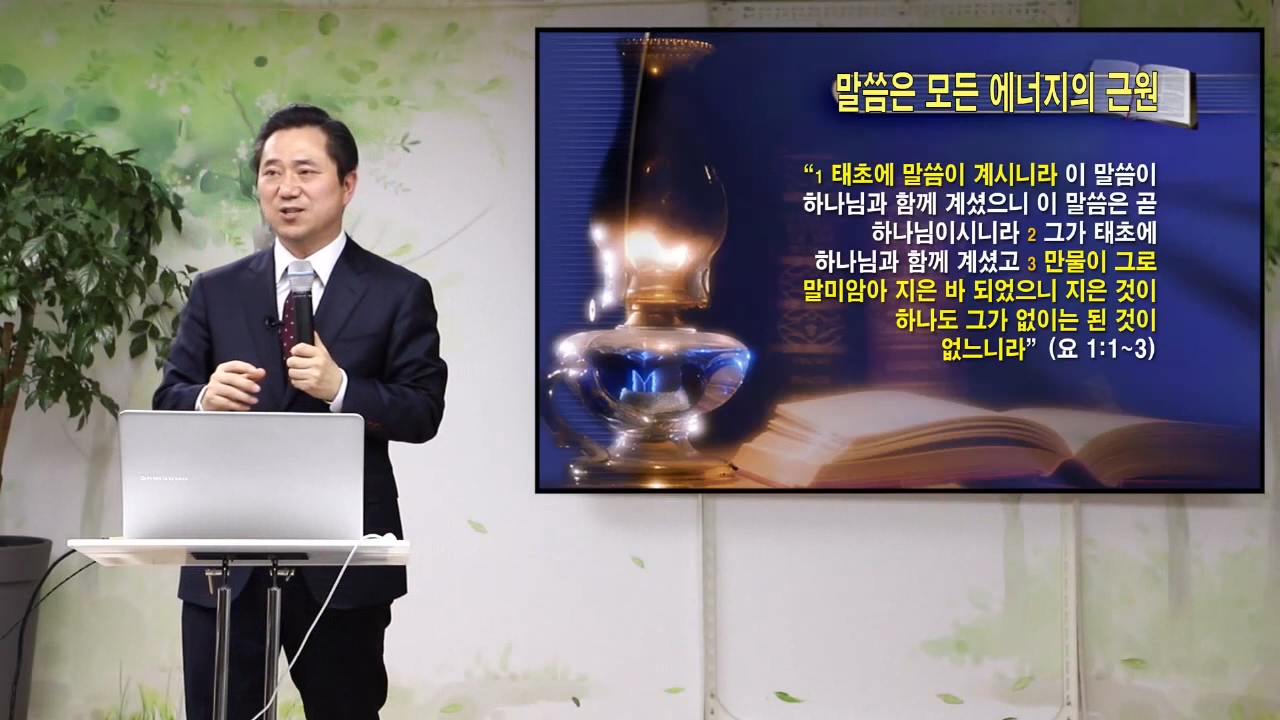 말씀은 모든 에너지의 근원
“1 태초에 말씀이 계시니라 이 말씀이
하나님과 함께 계셨으니 이 말씀은 곧
하나님이시니라 2 그가 태초에
하나님과 함께 계셨고 3 만물이 그로
말미암아 지은 바 되었으니 지은 것이
하나도 그가 없이는 된 것이
없느니라” (요 1:1~3)
SAMSUNG